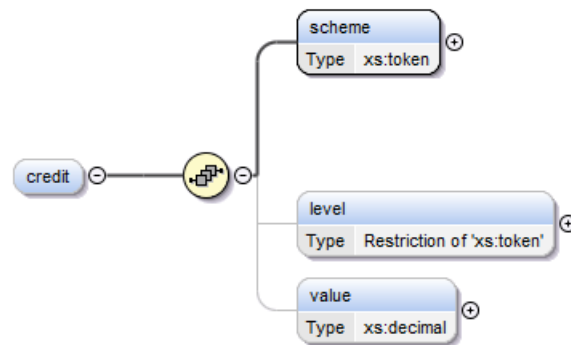 scheme
Type xs:token
credit
level
Type Restriction of 'xs:token'
value
Type xs:decimal